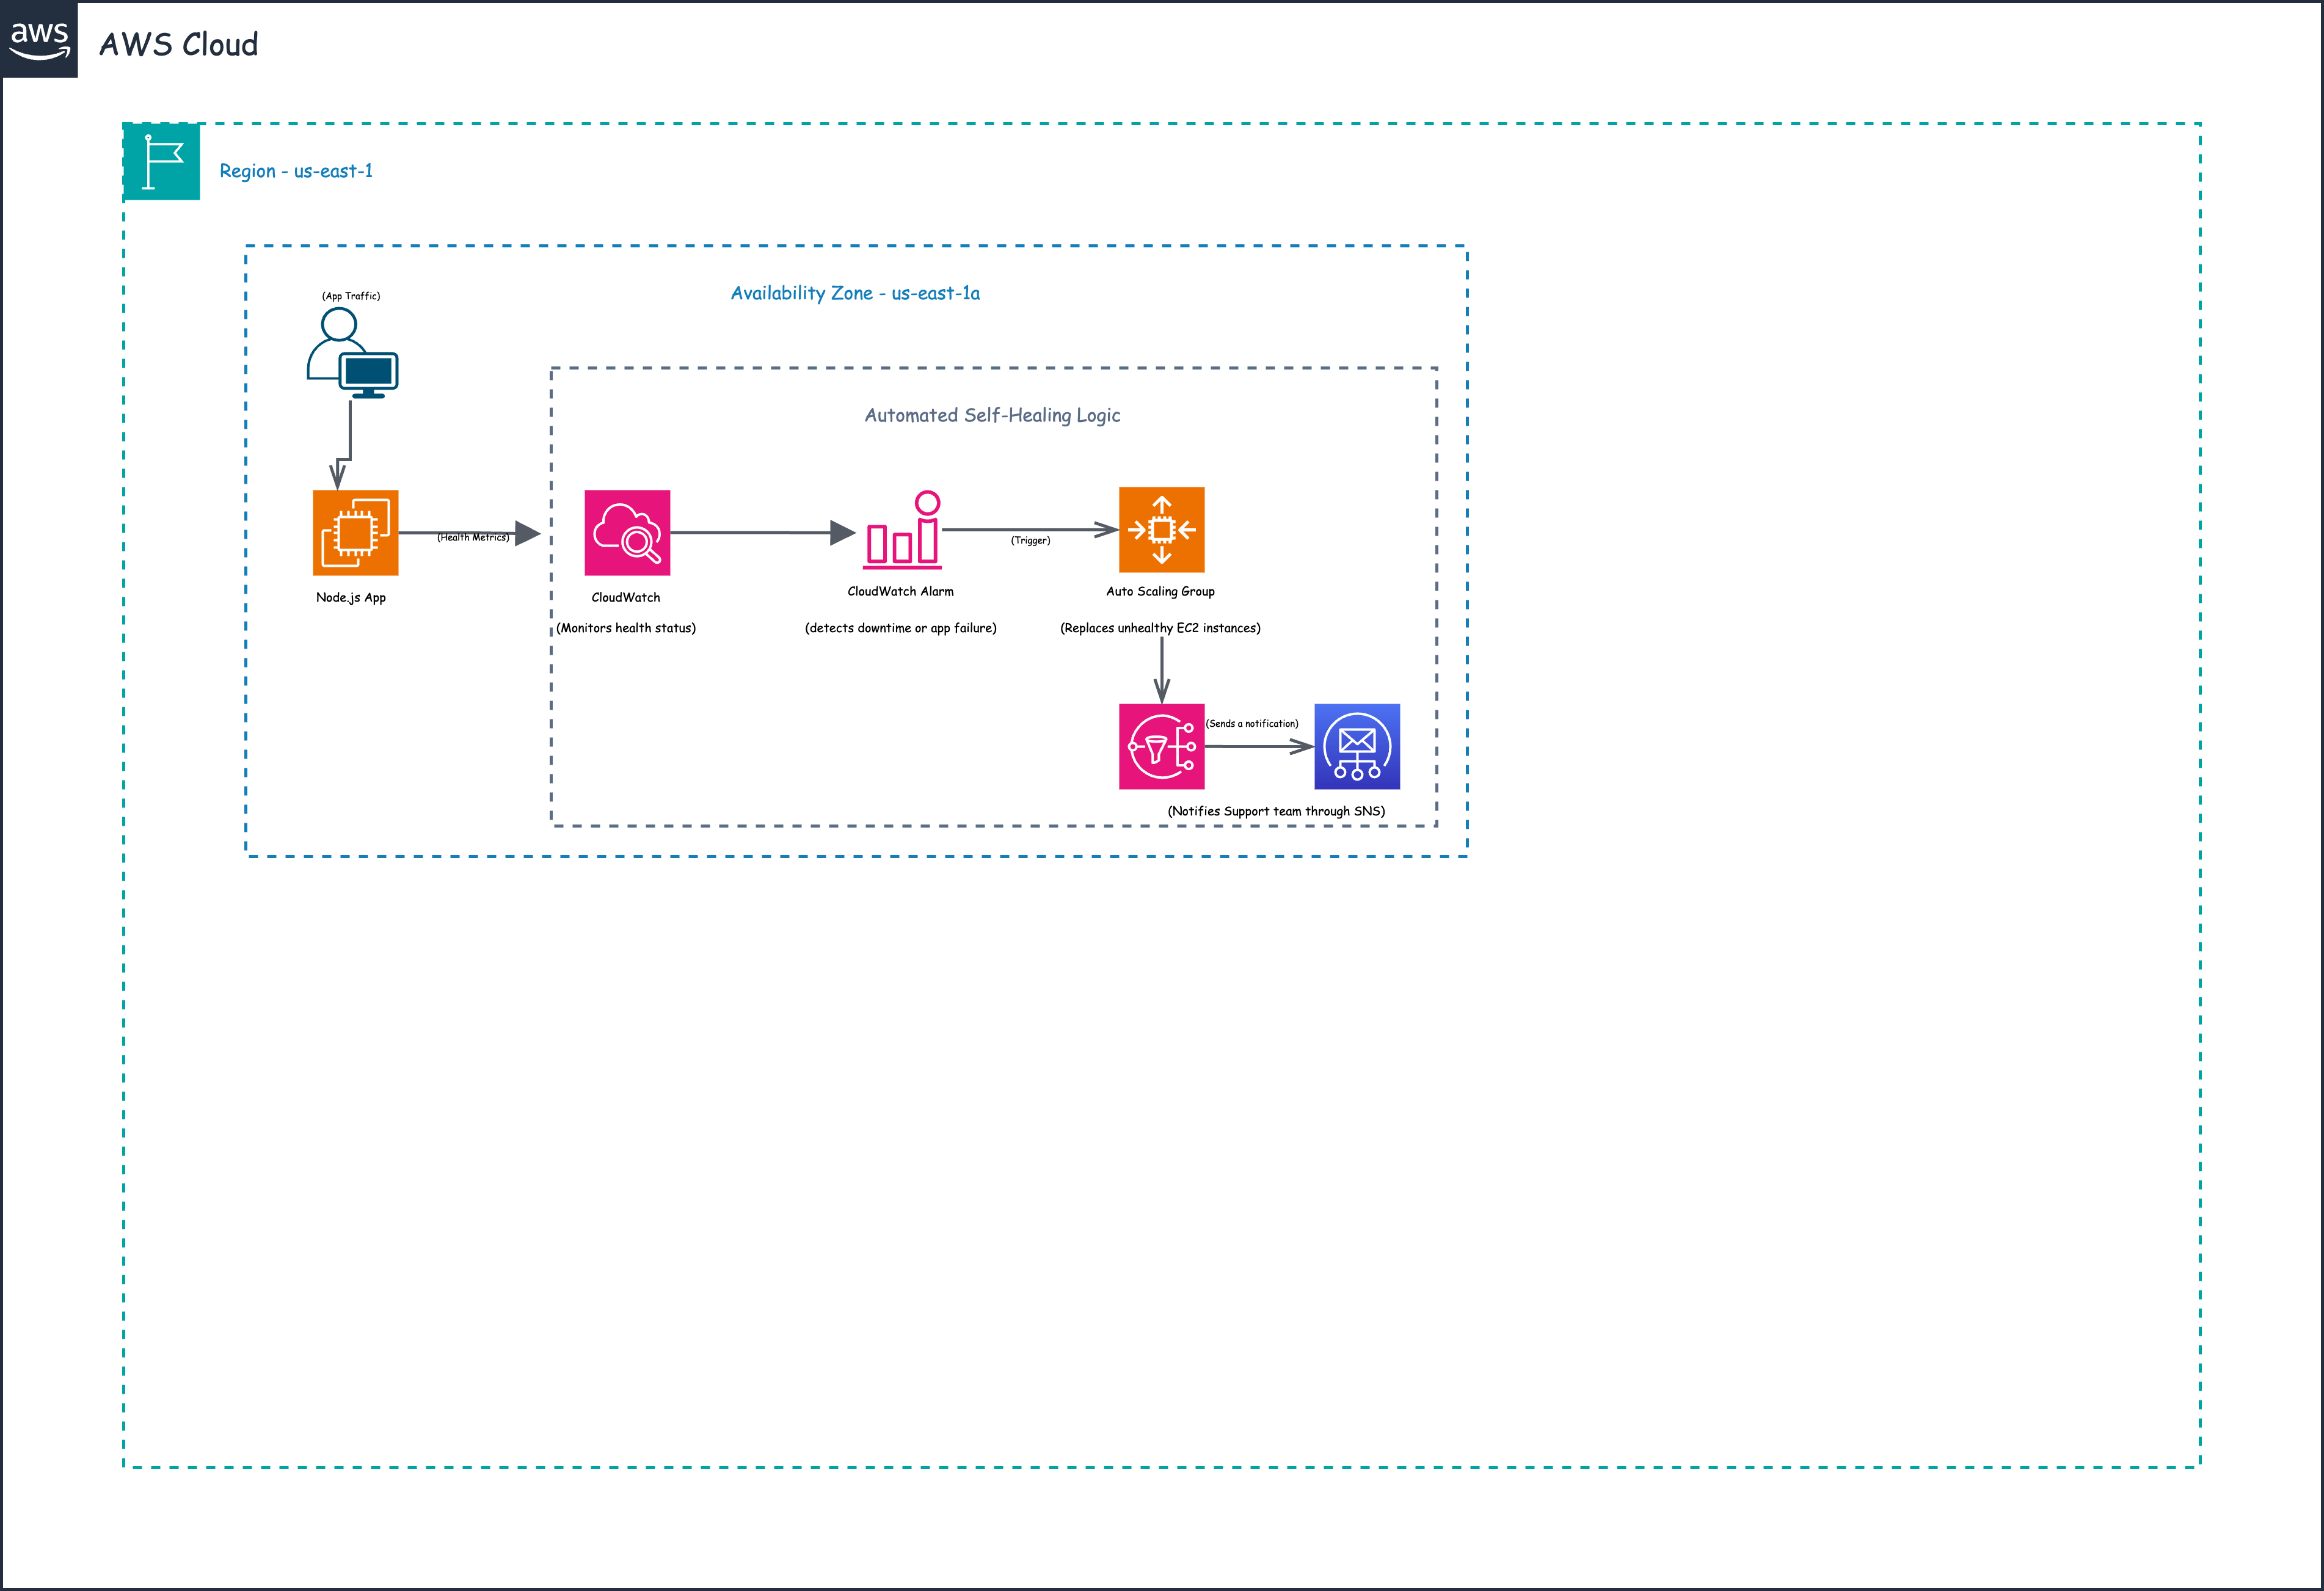 aws
AWS Cloud
Region - us-east-1
Availability Zone - us-east-1a
(App Traffic)
Automated Self-Healing Logic
(Health Metrics)
(Trigger)
Node.js App
CloudWatch
CloudWatch Alarm
Auto Scaling Group
(Monitors health status)
(detects downtime or app failure)
(Replaces unhealthy EC2 instances)
(Sends a notification)
(Notifies Support team through SNS)